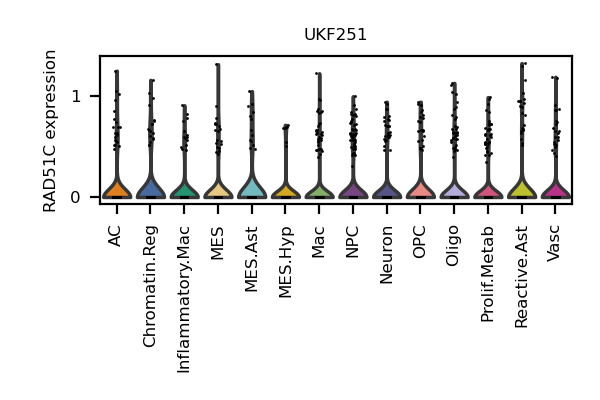 UKF251
RAD51C expression
1
0
AC
Chromatin.Reg
Inflammatory.Mac
MES
MES.Ast
MES.Hyp
Mac
NPC
Neuron
OPC
Oligo
Prolif.Metab
Reactive.Ast
Vasc